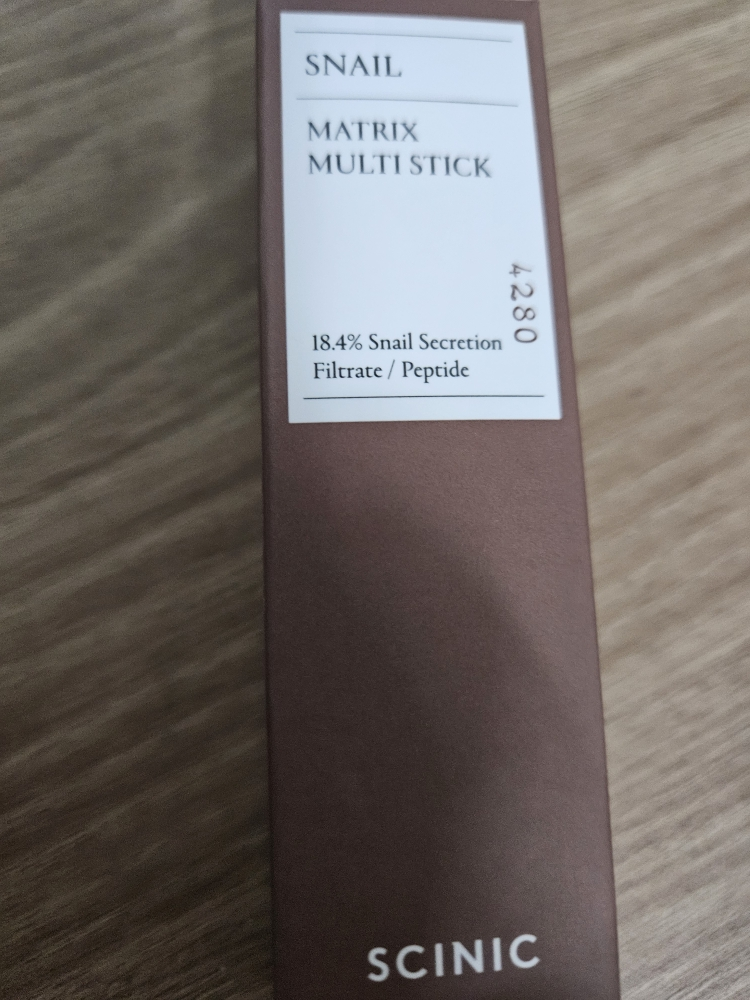 SNAIL
MATRIX
MULTI STICK
4280
18.4% Snail Secretion
Filtrate / Peptide
SCINIC